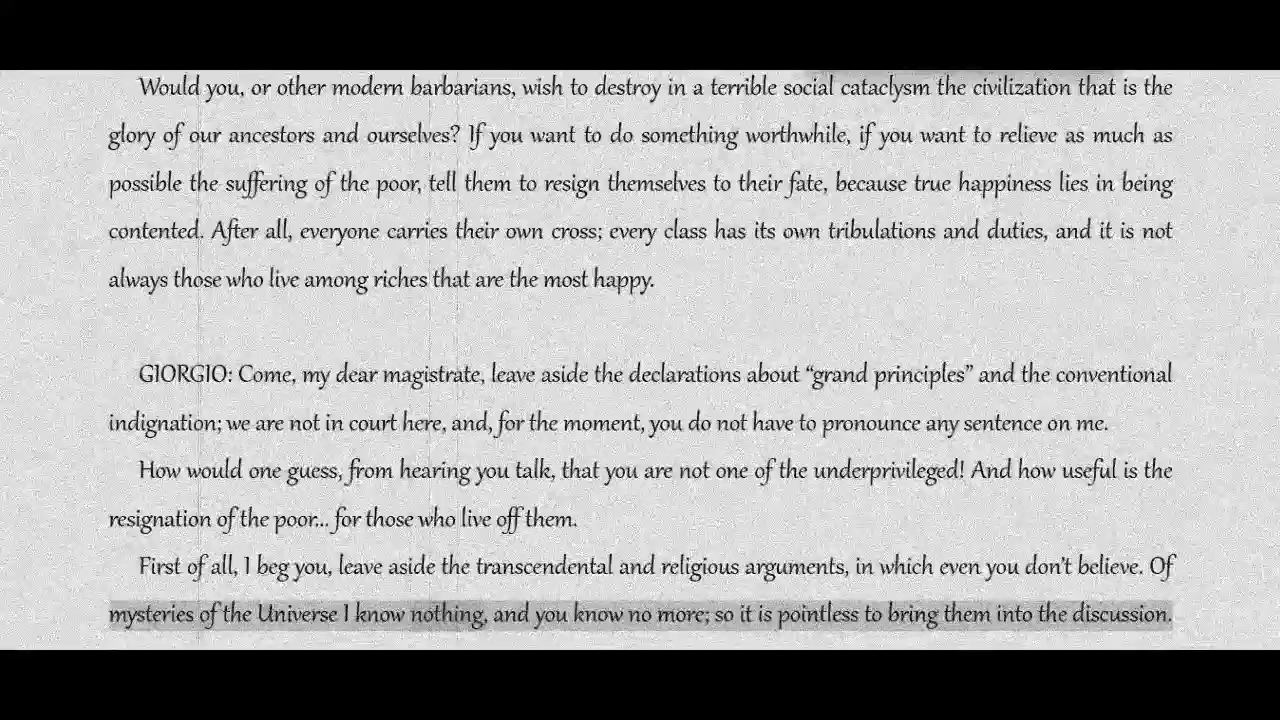 Would you, or other modern barbarians, wish to destroy in a terrible social cataclysm the civilization that is the
glory of our ancestors and ourselves? If you want to do something worthwhile, if you want to relieve as much as
possible the suffering of the poor, tell them to resign themselves to their fate, because true happiness lies in being
contented. After all, everyone carries their own cross; every class has its own tribulations and duties, and it is not
always those who live among riches that are the most happy.
GIORGIO: Come, my dear magistrate, leave aside the declarations about “grand principles” and the conventional
indignation; we are not in court here, and, for the moment, you do not have to pronounce any sentence on me.
How would one guess, from hearing you talk, that you are not one of the underprivileged! And how useful is the
resignation of the poor... for those who live off them.
First of all, I beg you, leave aside the transcendental and religious arguments, in which even you don’t believe. Of
mysteries of the Universe I know nothing, and you know no more; so it is pointless to bring them into the discussion.